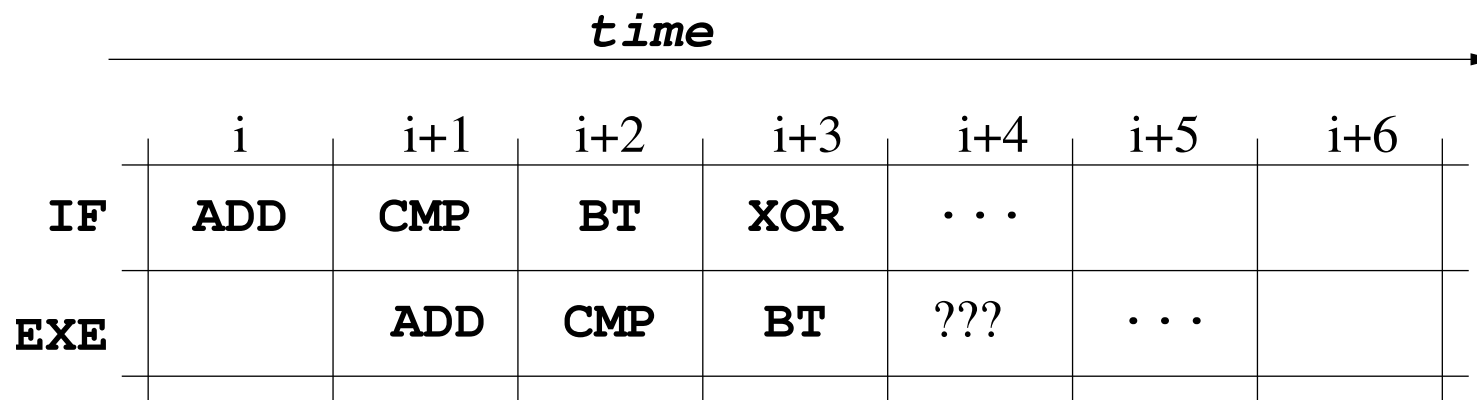 time
i i+1 i+2 i+3 i+4 i+5 i+6
IF ADD CMP BT XOR ...
EXE ADD CMP BT ??? ...